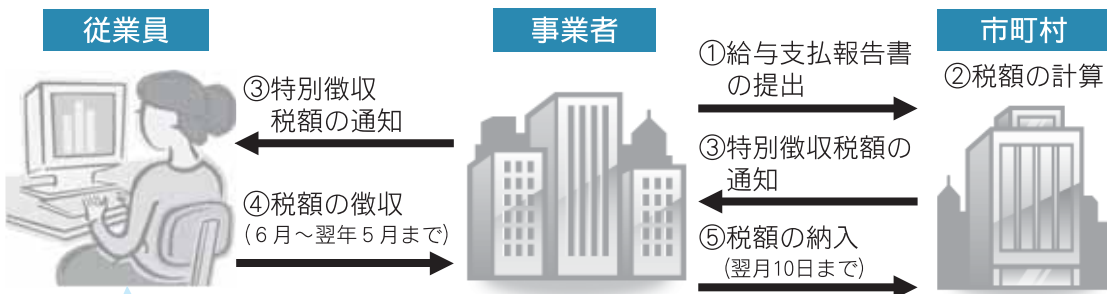 従業員
事業者
市町村
①給与支払報告書
の提出
②税額の計算
③特別徴収
税額の通知
③特別徴収税額の
通知
④税額の徴収
(6月～翌年5月まで)
⑤税額の納入
(翌月10日まで)